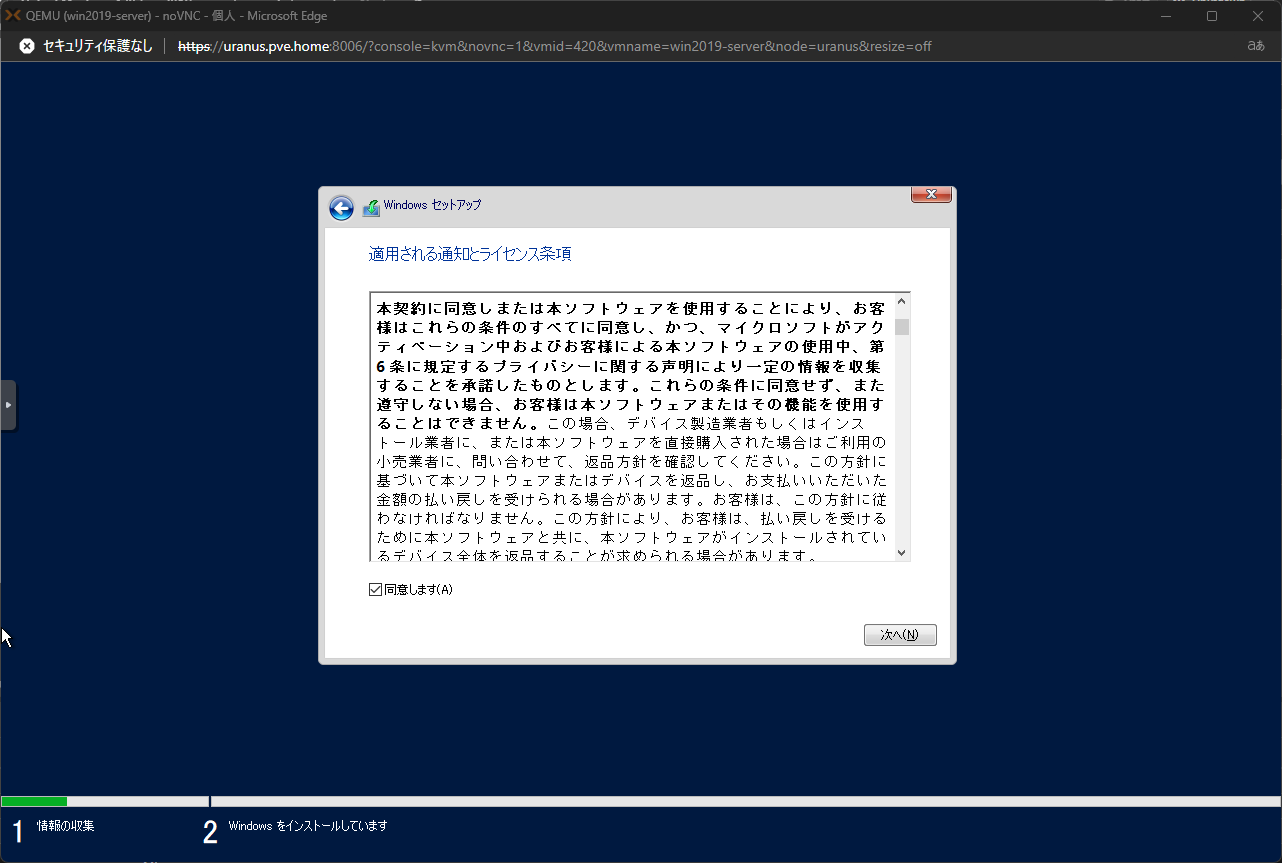 QEMU (win2019-server) - noVNC - 個人 - Microsoft Edge
セキュリティ保護なし
https://uranus.pve.home:8006/?console=kvm&novnc=1&vmid=420&vmname=win2019-server&node=uranus&resize=off
aあ
Windows セットアップ
適用される通知とライセンス条項
本契約に同意しまたは本ソフトウェアを使用することにより、お客
様はこれらの条件のすべてに同意し、かつ、マイクロソフトがアク
ティベーション中およびお客様による本ソフトウェアの使用中、第
6 条に規定するプライバシーに関する声明により一定の情報を収集
することを承諾したものとします。これらの条件に同意せず、また
遵守しない場合、お客様は本ソフトウェアまたはその機能を使用す
ることはできません。この場合、デバイス製造業者もしくはインス
トール業者に、または本ソフトウェアを直接購入された場合はご利用の
小売業者に、問い合わせて、返品方針を確認してください。この方針に
基づいて本ソフトウェアまたはデバイスを返品し、お支払いいただいた
金額の払い戻しを受けられる場合があります。お客様は、この方針に従
わなければなりません。この方針により、お客様は、払い戻しを受ける
ために本ソフトウェアと共に、本ソフトウェアがインストールされてい
るデバイス全体を返品することが求められる場合があります。
同意します(A)
次へ(N)
1 情報の収集
2 Windows をインストールしています